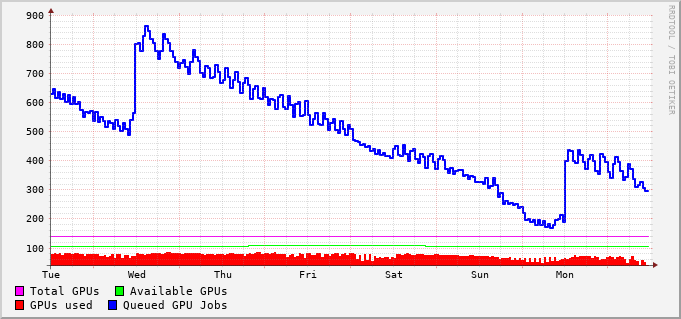 900
800
700
600
500
400
300
200
100
Tue Wed Thu Fri Sat Sun Mon
Total GPUs Available GPUs
GPUs used Queued GPU Jobs
RRDTOOL / TOBI OETIKER